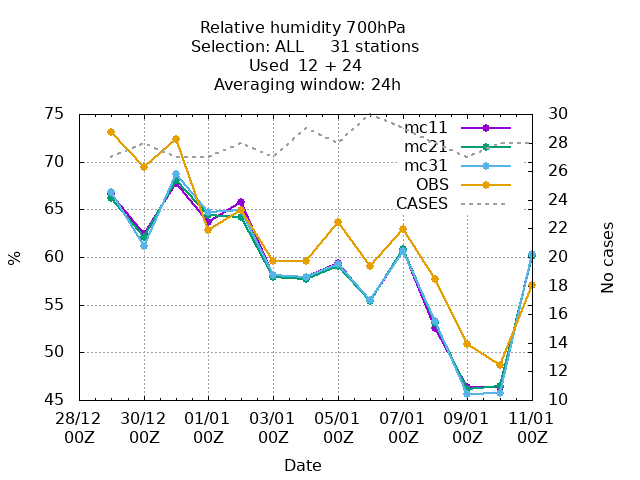 Relative humidity 700hPa
Selection: ALL 31 stations
Used 12 + 24
Averaging window: 24h
75
70
65
60
55
50
45
%
30
28
26
24
22
20
18
16
14
12
10
No cases
mc11
mc21
mc31
OBS
CASES
28/12 30/12 01/01 03/01 05/01 07/01 09/01 11/01
00Z 00Z 00Z 00Z 00Z 00Z 00Z 00Z
Date